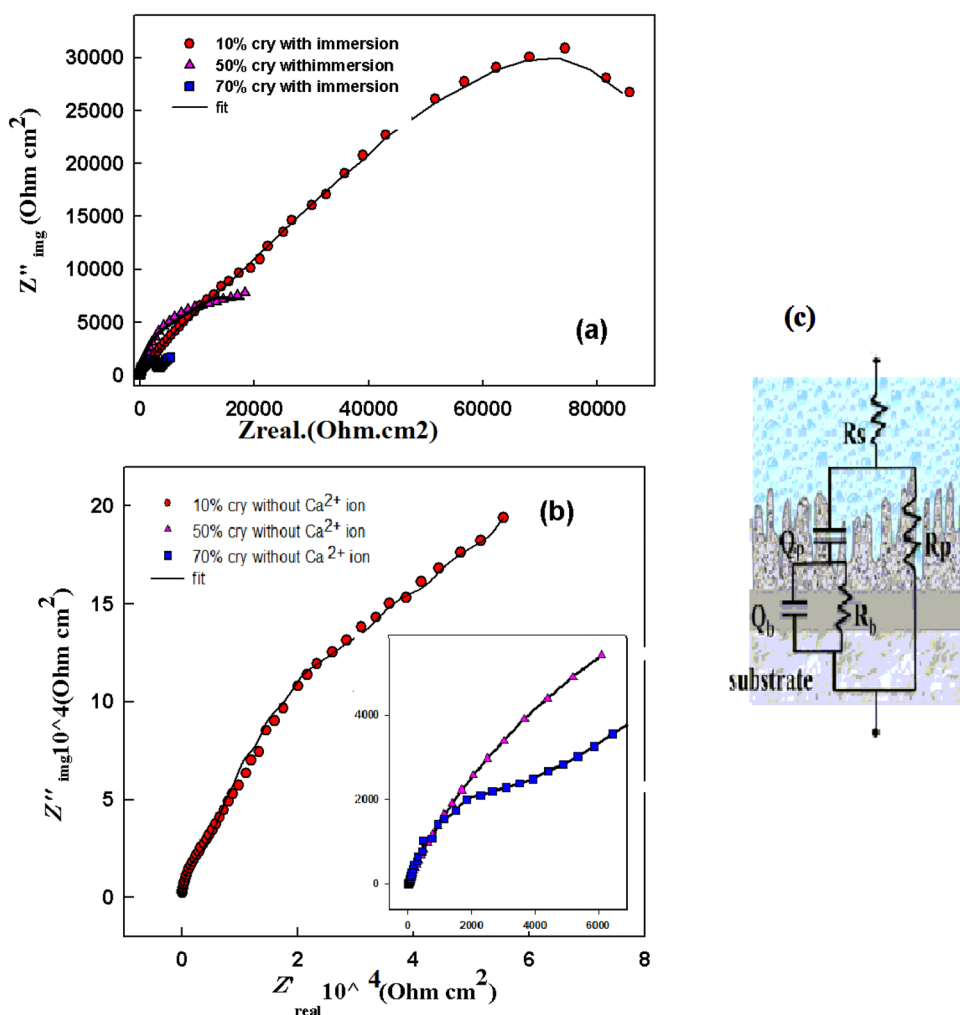 30000
25000
20000
15000
10000
5000
0
Z''img (Ohm cm²)
10% cry with immersion
50% cry withimmersion
70% cry with immersion
fit
(a)
0 20000 40000 60000 80000
Zreal.(Ohm.cm2)
20
15
10
5
0
Z''img10^4(Ohm cm²)
10% cry without Ca²⁺ ion
50% cry without Ca²⁺ ion
70% cry without Ca²⁺ ion
fit
(b)
4000
2000
0
0 2000 4000 6000
0 2 4 6 8
Z'real10^4(Ohm cm²)
(c)
Rs
Qp
Rp
Qb
Rb
substrate